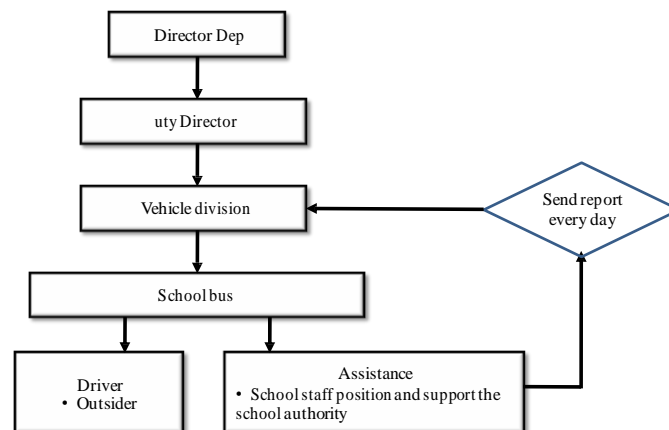 Director Dep
uty Director
Vehicle division
Send report
every day
School bus
Driver
• Outsider
Assistance
• School staff position and support the
school authority